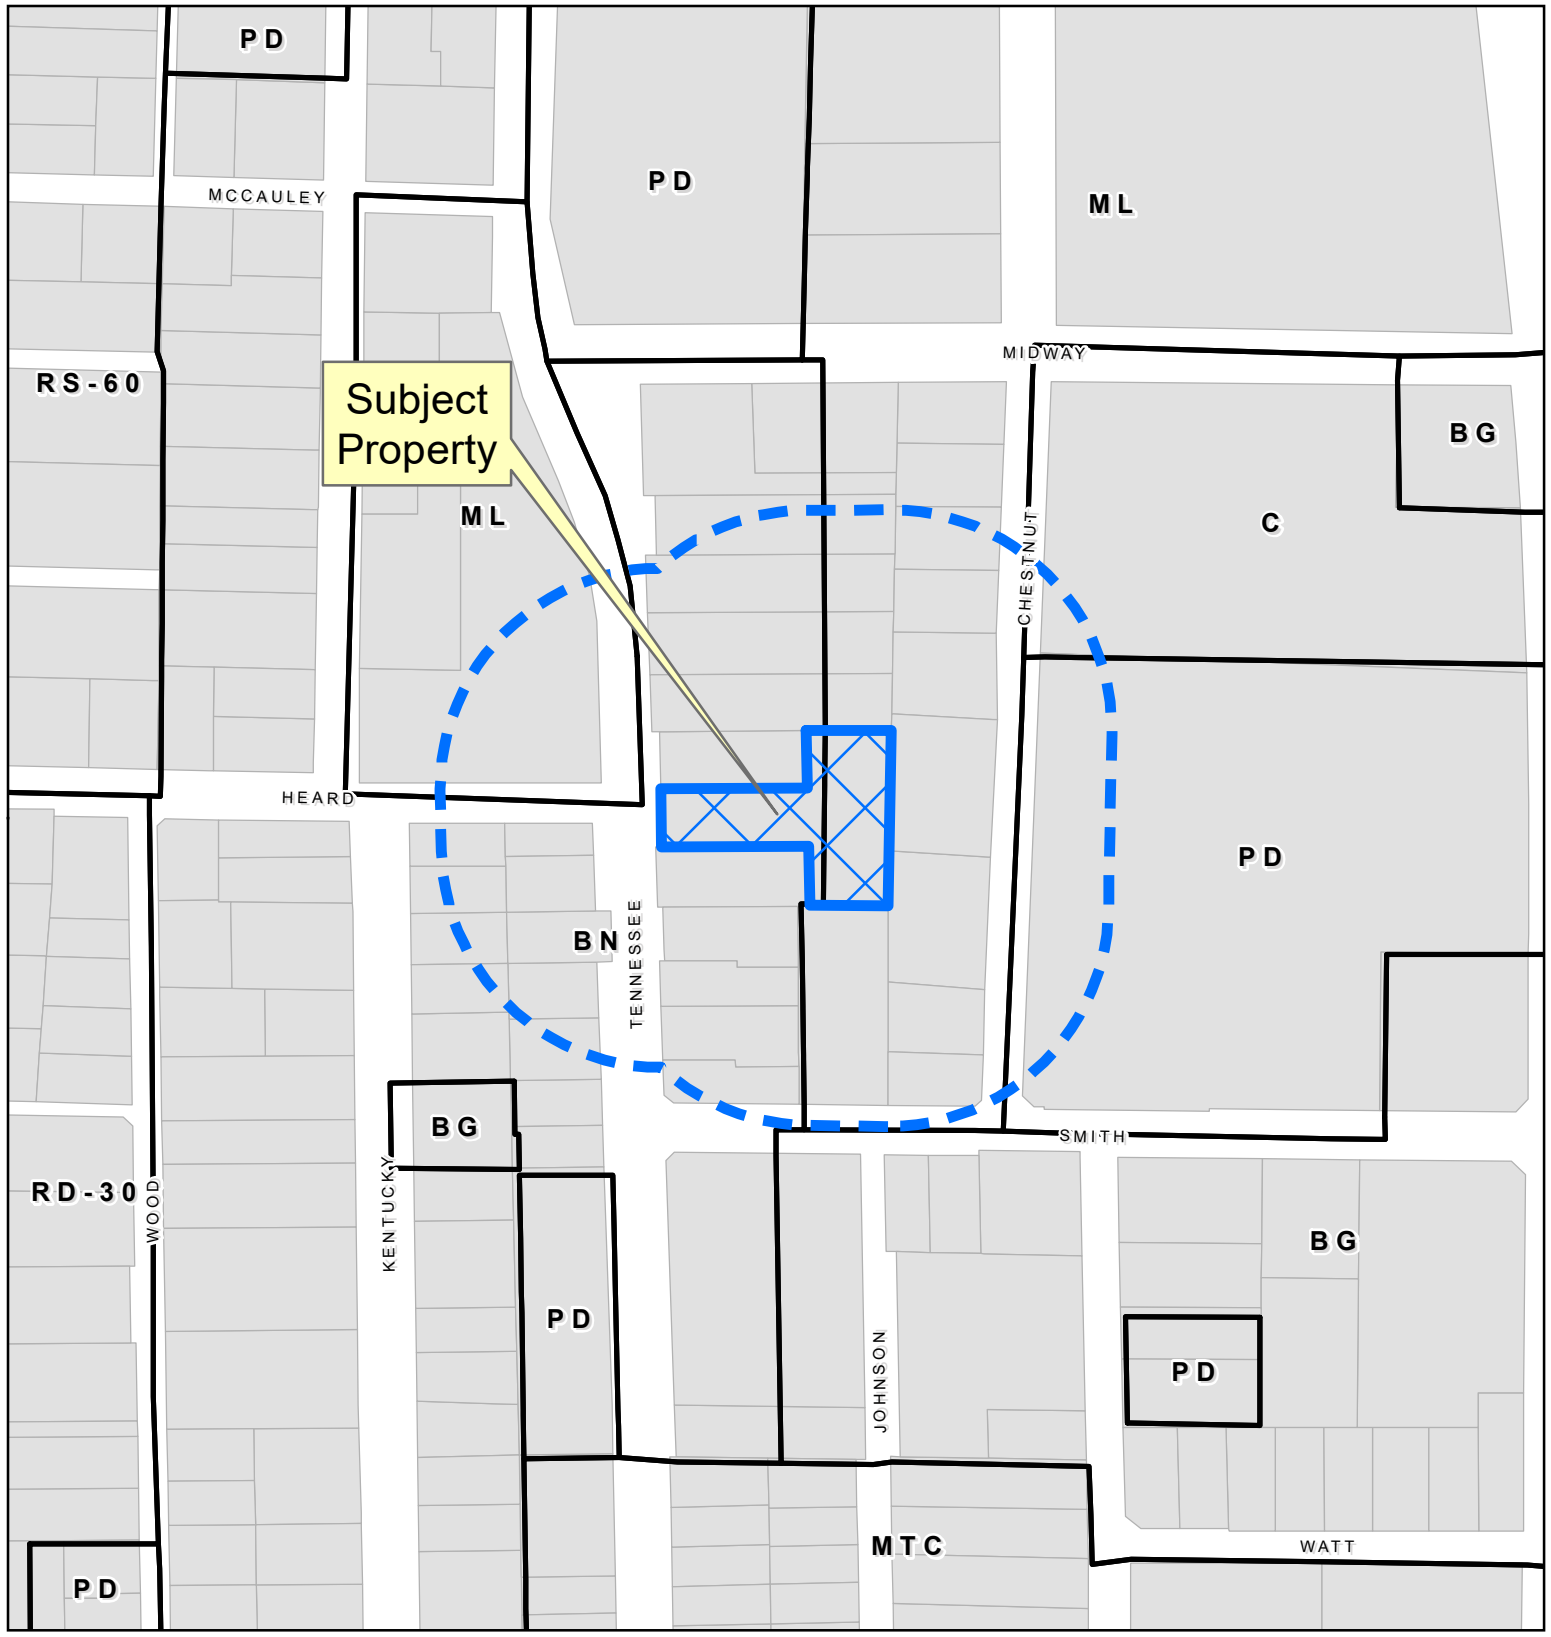 PD
PD
MCCAULEY
ML
MIDWAY
RS-60
Subject
Property
BG
ML
C
CHESTNUT
HEARD
PD
BN
TENNESSEE
BG
SMITH
KENTUCKY
RD-30
WOOD
BG
PD
JOHNSON
PD
MTC
WATT
PD